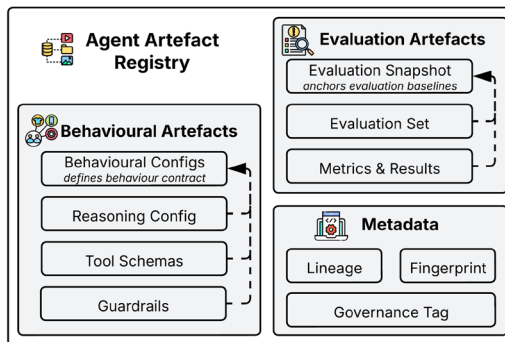 Agent Artefact
Registry
Behavioural Artefacts
Behavioural Configs
defines behaviour contract
Reasoning Config
Tool Schemas
Guardrails
Evaluation Artefacts
Evaluation Snapshot
anchors evaluation baselines
Evaluation Set
Metrics & Results
Metadata
Lineage
Fingerprint
Governance Tag